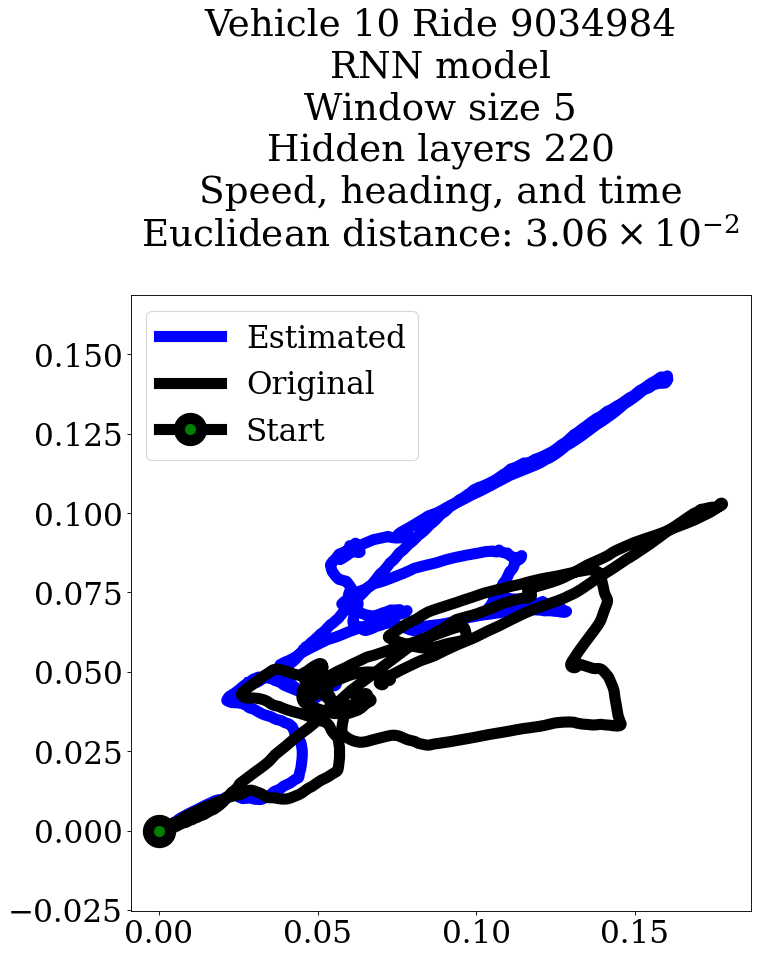 Vehicle 10 Ride 9034984
RNN model
Window size 5
Hidden layers 220
Speed, heading, and time
Euclidean distance: 3.06 × 10⁻²
Estimated
Original
Start
0.150
0.125
0.100
0.075
0.050
0.025
0.000
−0.025
0.00 0.05 0.10 0.15